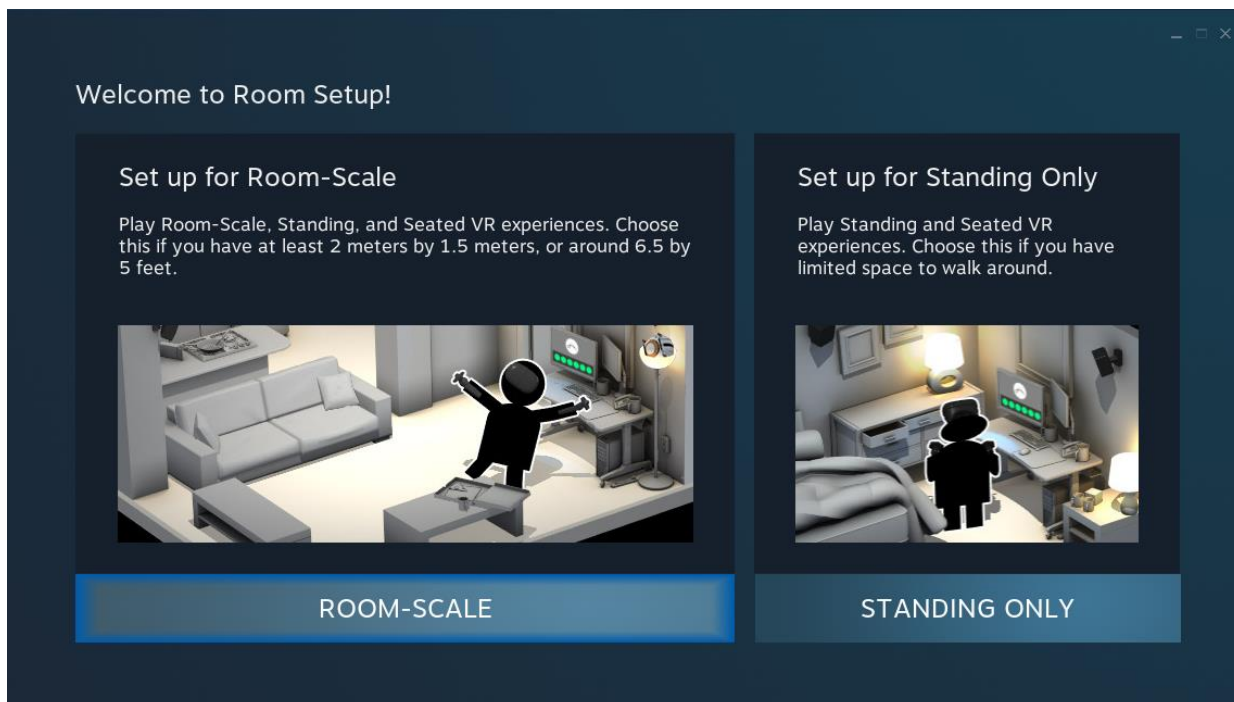 Welcome to Room Setup!
Set up for Room-Scale
Play Room-Scale, Standing, and Seated VR experiences. Choose
this if you have at least 2 meters by 1.5 meters, or around 6.5 by
5 feet.
ROOM-SCALE
Set up for Standing Only
Play Standing and Seated VR
experiences. Choose this if you have
limited space to walk around.
STANDING ONLY